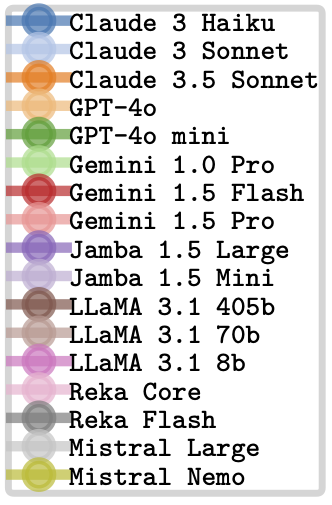 Claude 3 Haiku
Claude 3 Sonnet
Claude 3.5 Sonnet
GPT-4o
GPT-4o mini
Gemini 1.0 Pro
Gemini 1.5 Flash
Gemini 1.5 Pro
Jamba 1.5 Large
Jamba 1.5 Mini
LLaMA 3.1 405b
LLaMA 3.1 70b
LLaMA 3.1 8b
Reka Core
Reka Flash
Mistral Large
Mistral Nemo